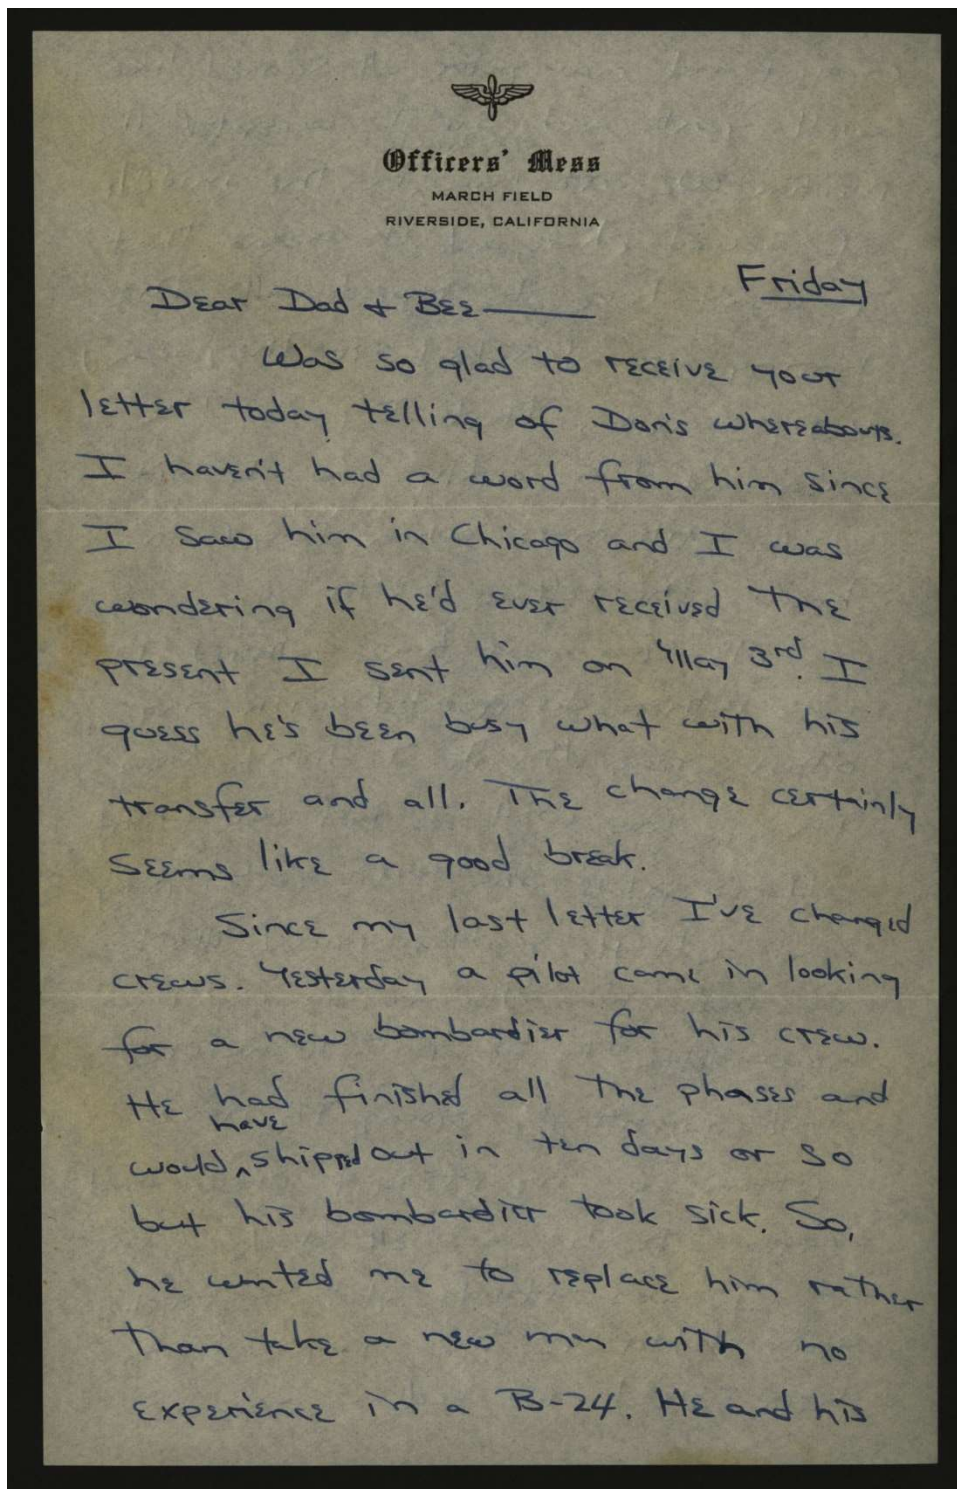 Officers' Mess
MARCH FIELD
RIVERSIDE, CALIFORNIA
Friday
Dear Dad + Bee
Was so glad to receive your
letter today telling of Don's whereabouts.
I haven't had a word from him since
I saw him in Chicago and I was
wondering if he'd ever received the
present I sent him on May 3rd. I
guess he's been busy what with his
transfer and all. The change certainly
seems like a good break.
Since my last letter I've changed
crews. Yesterday a pilot came in looking
for a new bombardier for his crew.
He had finished all the phases and
have
would ^ shipped out in ten days or so
but his bombardier took sick. So,
he wanted me to replace him rather
than take a new man with no
experience in a B-24. He and his